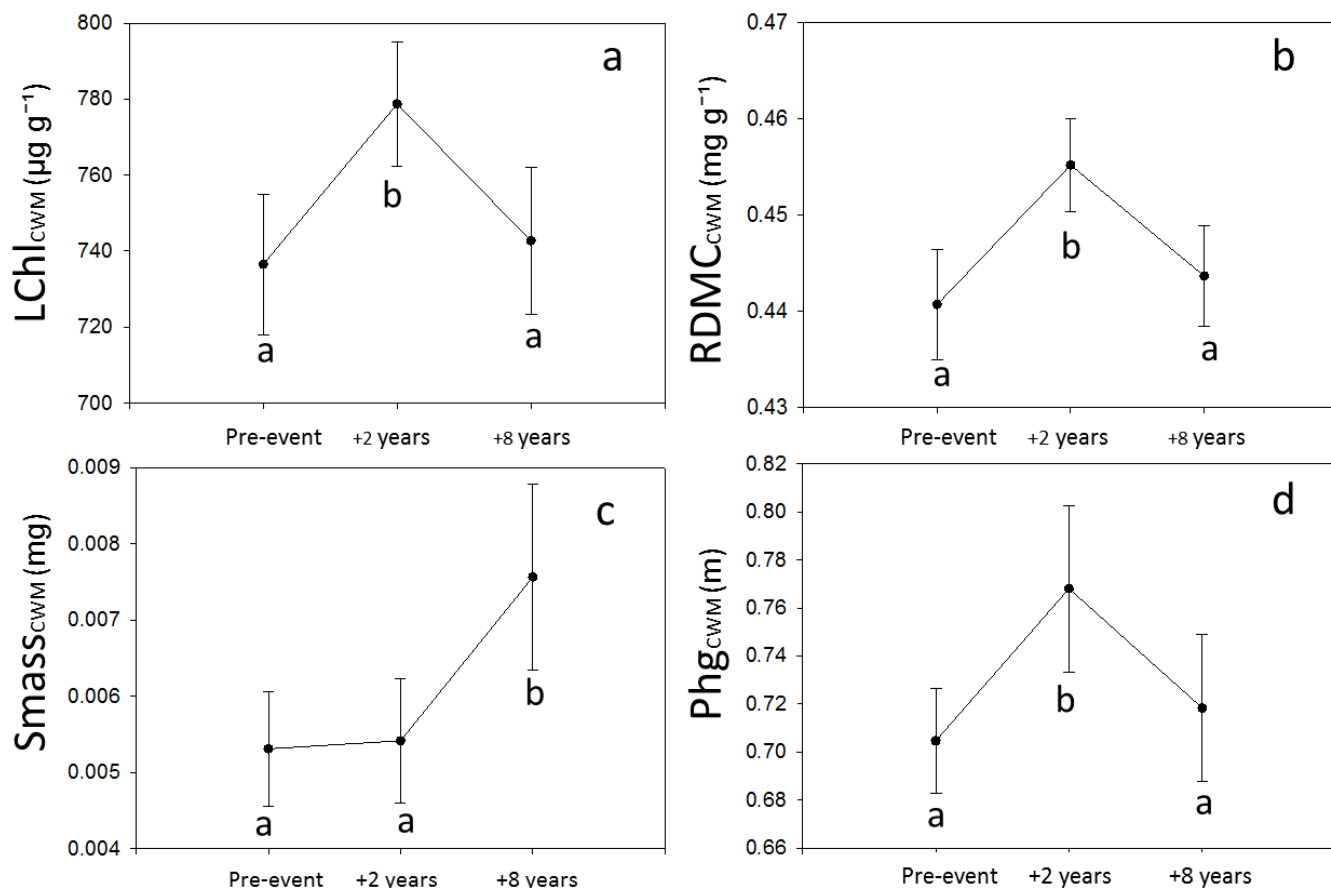 LChlCWM (µg g⁻¹)
800
780
760
740
720
700
a
a
b
a
Pre-event
+2 years
+8 years
RDMCCWM (mg g⁻¹)
0.47
0.46
0.45
0.44
0.43
b
a
b
a
Pre-event
+2 years
+8 years
SmassCWM (mg)
0.009
0.008
0.007
0.006
0.005
0.004
c
a
a
b
Pre-event
+2 years
+8 years
PhgCWM (m)
0.82
0.80
0.78
0.76
0.74
0.72
0.70
0.68
0.66
d
a
b
a
Pre-event
+2 years
+8 years